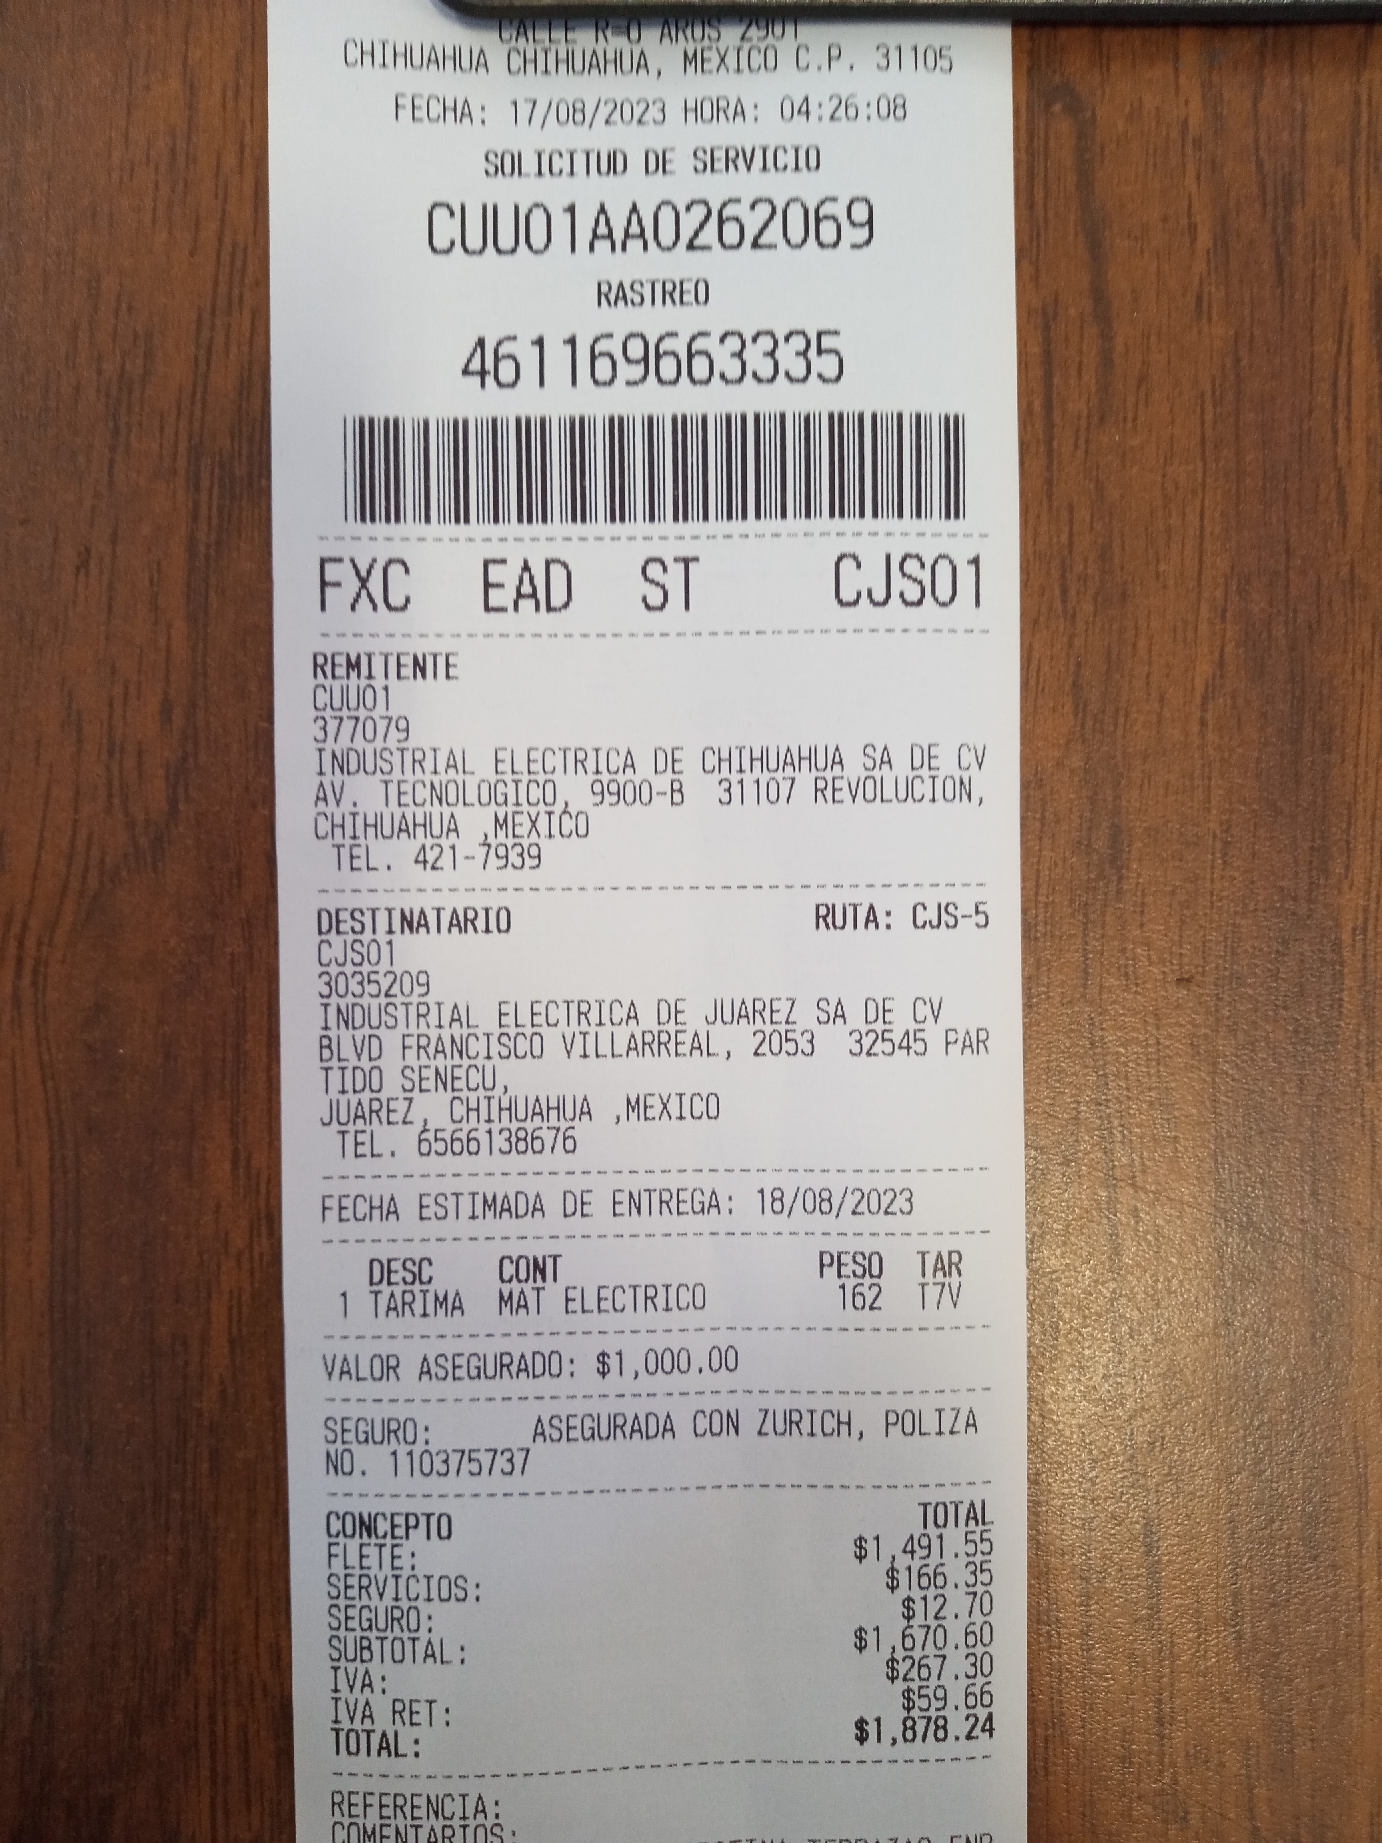 CALLE R=O AROS 2901
CHIHUAHUA CHIHUAHUA, MEXICO C.P. 31105
FECHA: 17/08/2023 HORA: 04:26:08
SOLICITUD DE SERVICIO
CUU01AA0262069
RASTREO
461169663335
FXC EAD ST CJS01
REMITENTE
CUU01
377079
INDUSTRIAL ELECTRICA DE CHIHUAHUA SA DE CV
AV. TECNOLOGICO, 9900-B 31107 REVOLUCION,
CHIHUAHUA ,MEXICO
TEL. 421-7939
DESTINATARIO RUTA: CJS-5
CJS01
3035209
INDUSTRIAL ELECTRICA DE JUAREZ SA DE CV
BLVD FRANCISCO VILLARREAL, 2053 32545 PAR
TIDO SENECU,
JUAREZ, CHIHUAHUA ,MEXICO
TEL. 6566138676
FECHA ESTIMADA DE ENTREGA: 18/08/2023
DESC CONT PESO TAR
1 TARIMA MAT ELECTRICO 162 T7V
VALOR ASEGURADO: $1,000.00
SEGURO: ASEGURADA CON ZURICH, POLIZA
NO. 110375737
CONCEPTO TOTAL
FLETE: $1,491.55
SERVICIOS: $166.35
SEGURO: $12.70
SUBTOTAL: $1,670.60
IVA: $267.30
IVA RET: $59.66
TOTAL: $1,878.24
REFERENCIA:
COMENTARIOS: